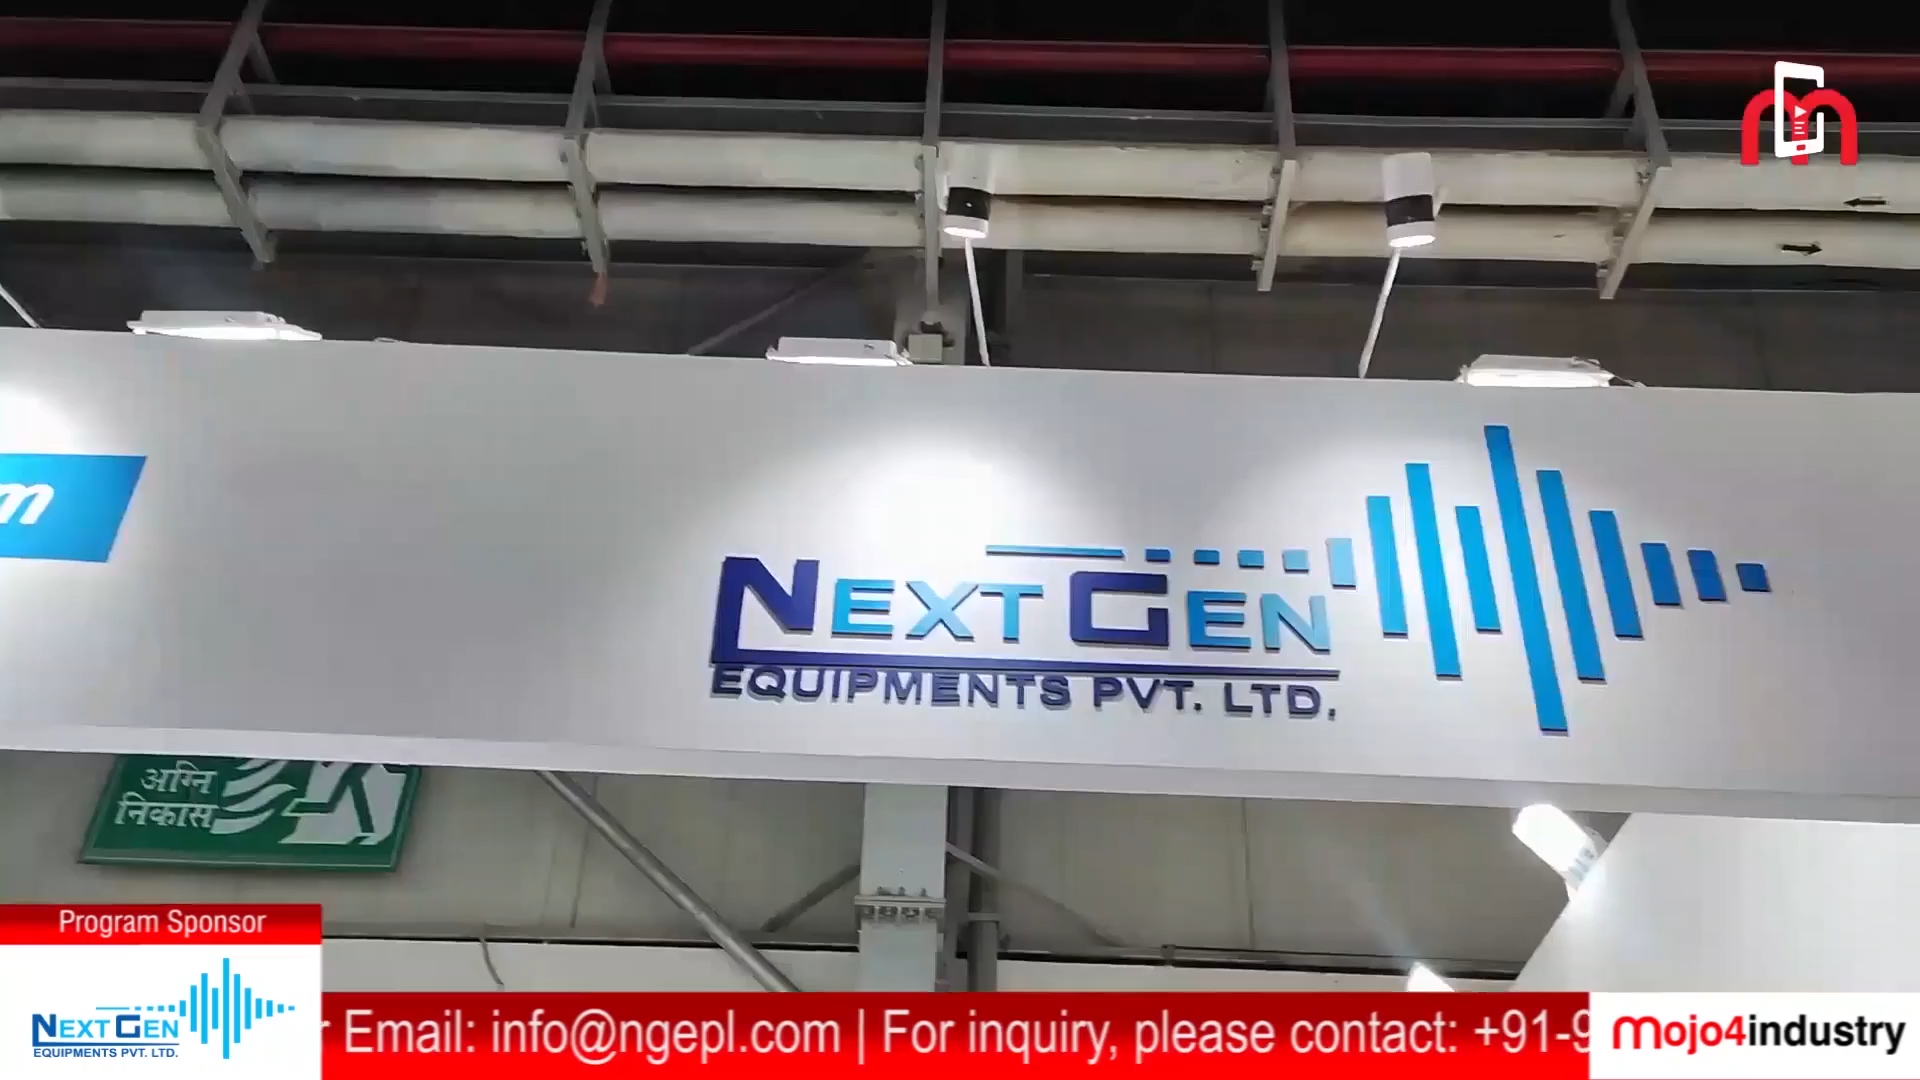 m
NEXT GEN
EQUIPMENTS PVT. LTD.
अग्नि
निकास
Program Sponsor
NEXT GEN
EQUIPMENTS PVT. LTD.
r Email: info@ngepl.com | For inquiry, please contact: +91-9
mojo4industry